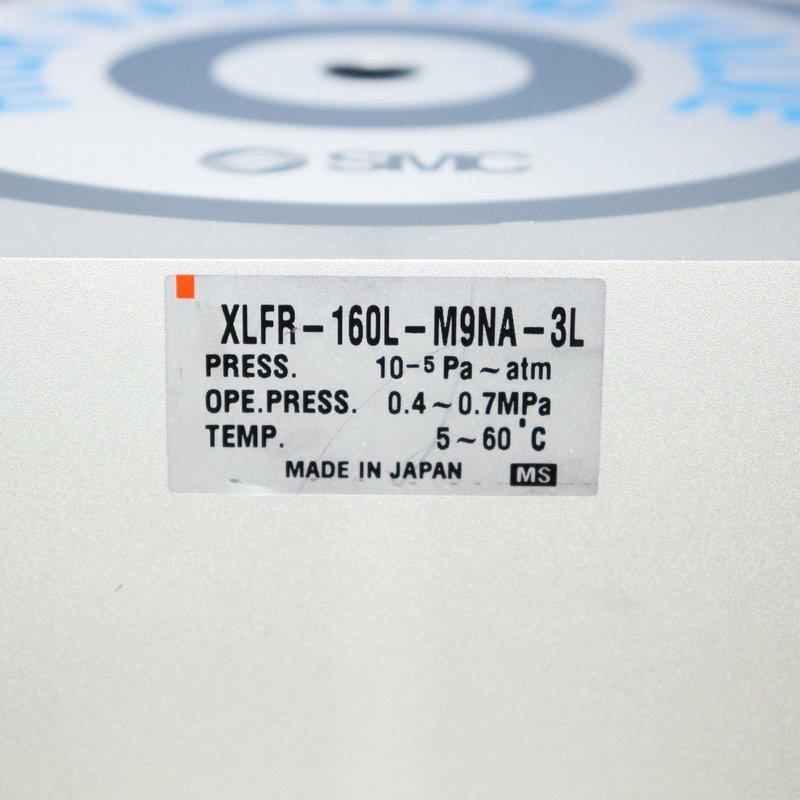 SMC
XLFR-160L-M9NA-3L
PRESS. 10-5 Pa~atm
OPE.PRESS. 0.4~0.7MPa
TEMP. 5~60°C
MADE IN JAPAN MS